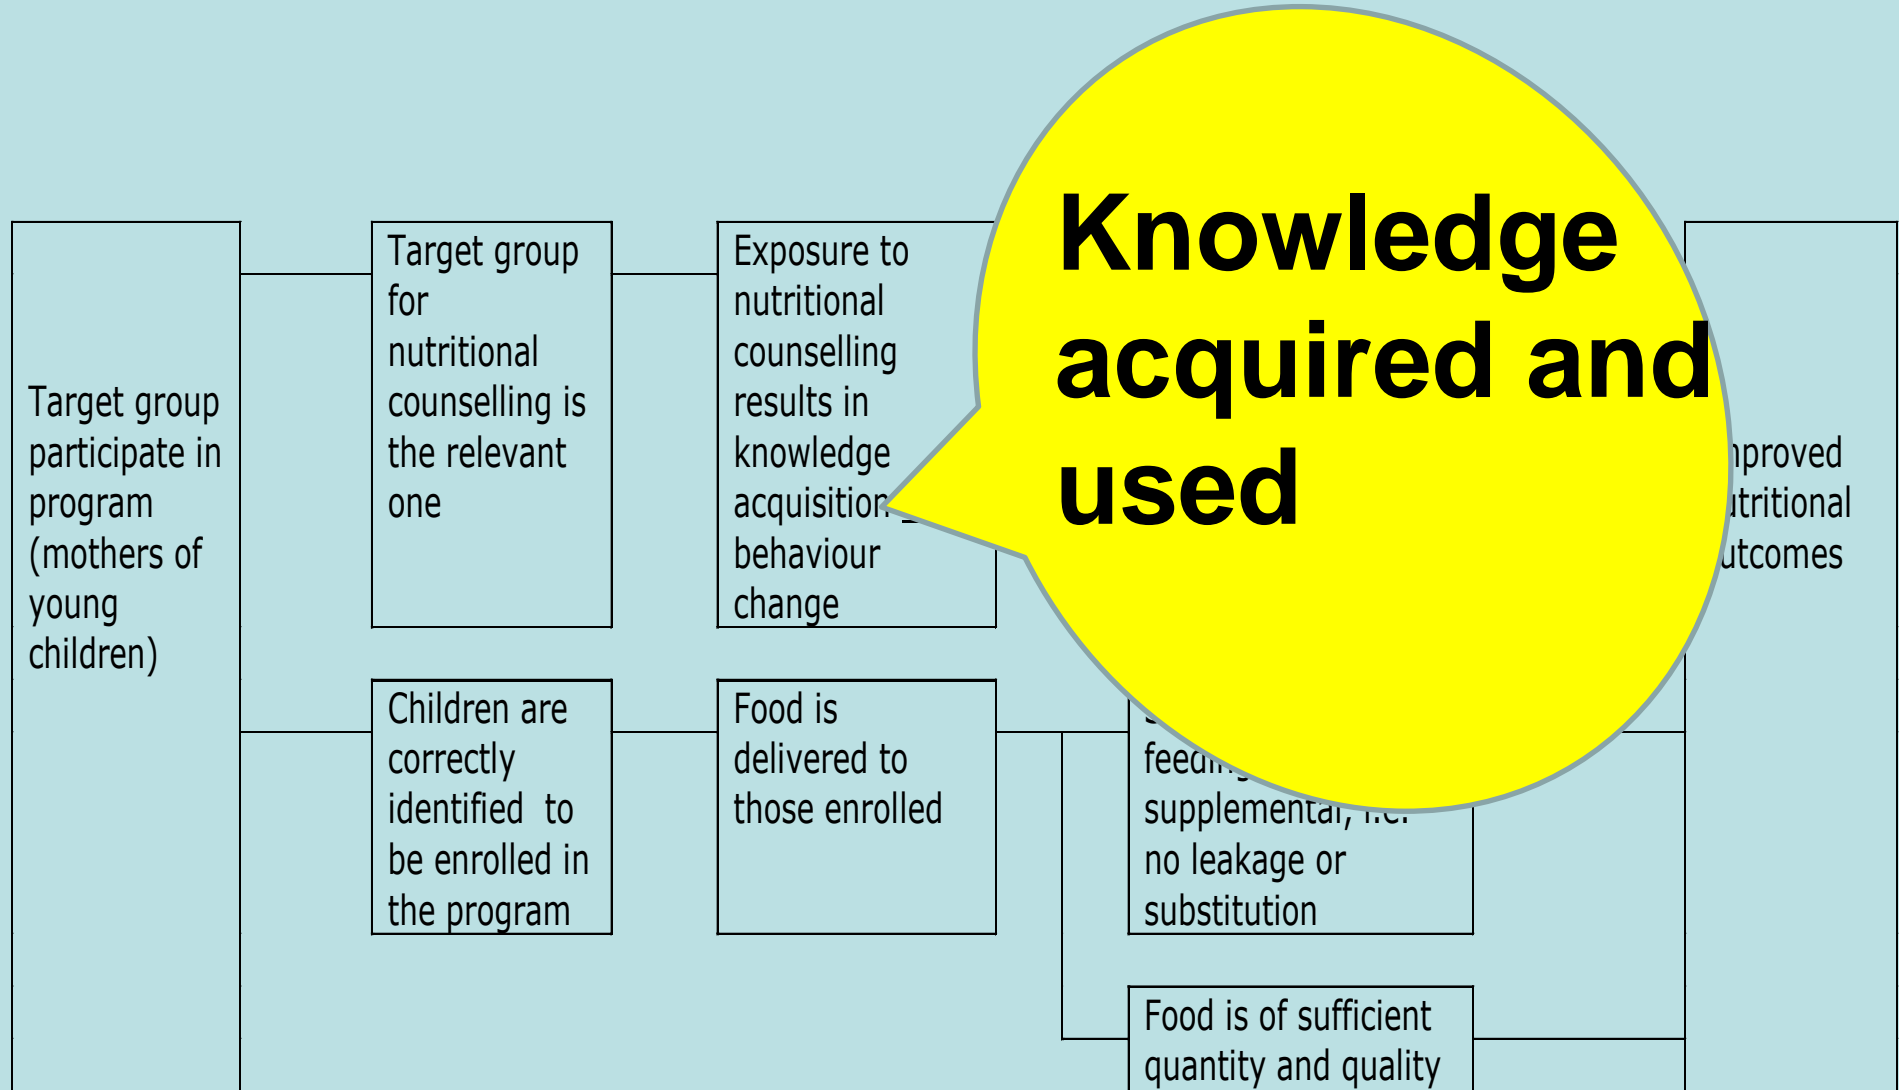 Target group
participate in
program
(mothers of
young
children)
Target group
for
nutritional
counselling is
the relevant
one
Exposure to
nutritional
counselling
results in
knowledge
acquisition
behaviour
change
Knowledge
acquired and
used
Children are
correctly
identified to
be enrolled in
the program
Food is
delivered to
those enrolled
supplemental, i.e.
no leakage or
substitution
Food is of sufficient
quantity and quality